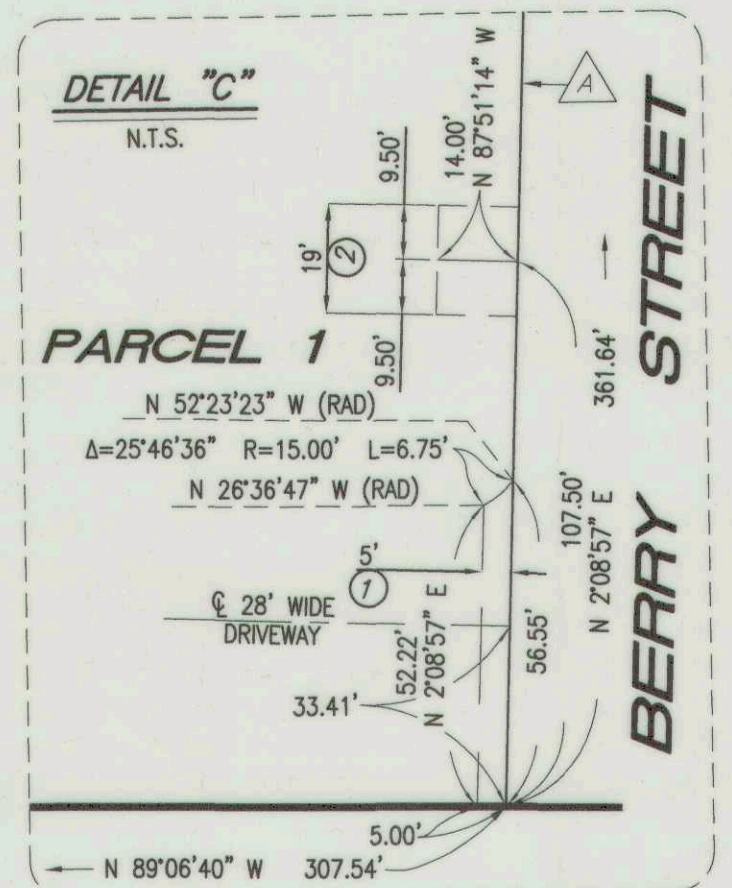 DETAIL "C"
N.T.S.
A
9.50'
14.00'
N 87°51'14" W
19'
2
9.50'
PARCEL 1
BERRY STREET
361.64'
N 52°23'23" W (RAD)
Δ=25°46'36" R=15.00' L=6.75'
N 26°36'47" W (RAD)
107.50'
N 2°08'57" E
5'
1
℄ 28' WIDE
DRIVEWAY
52.22'
N 2°08'57" E
56.55'
33.41'
5.00'
N 89°06'40" W 307.54'